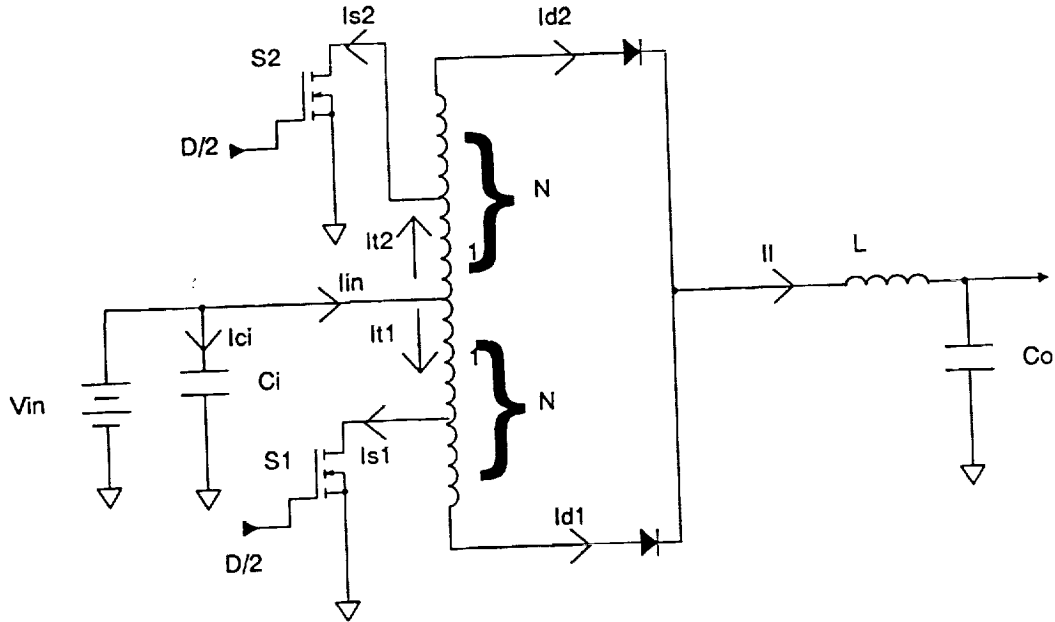 Is2
Id2
S2
D/2
N
It2
1
Il
L
Iin
It1
1
Ici
Ci
Co
Vin
N
S1
Is1
Id1
D/2